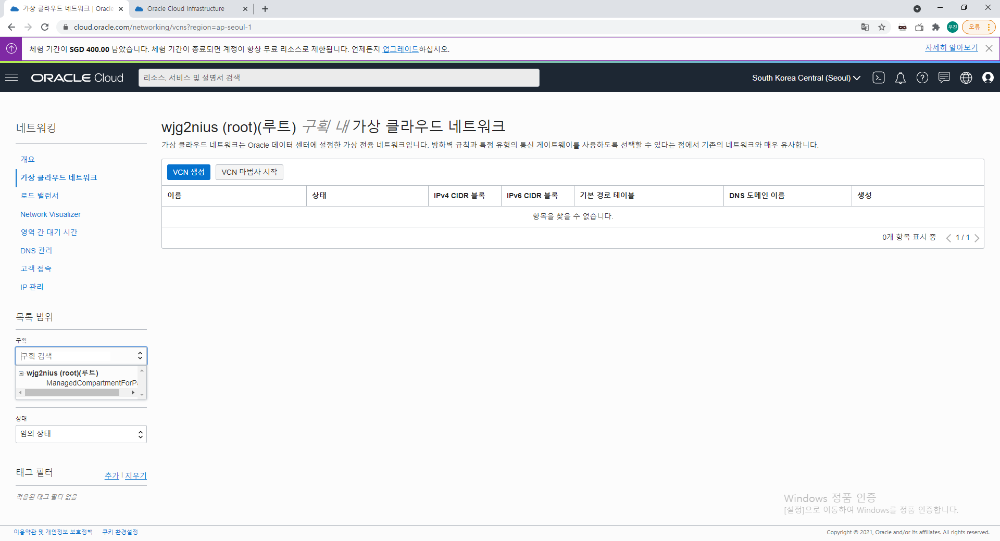 가상 클라우드 네트워크 | Oracle
Oracle Cloud Infrastructure
cloud.oracle.com/networking/vcns?region=ap-seoul-1
우진
오류
체험 기간이 SGD 400.00 남았습니다. 체험 기간이 종료되면 계정이 항상 무료 리소스로 제한됩니다. 언제든지 업그레이드하십시오.
자세히 알아보기
ORACLE Cloud
리소스, 서비스 및 설명서 검색
South Korea Central (Seoul)
네트워킹
개요
가상 클라우드 네트워크
로드 밸런서
Network Visualizer
영역 간 대기 시간
DNS 관리
고객 접속
IP 관리
목록 범위
구획
구획 검색
wjg2nius (root)(루트)
ManagedCompartmentForPa
상태
임의 상태
태그 필터
추가 | 지우기
적용된 태그 필터 없음
wjg2nius (root)(루트) 구획 내 가상 클라우드 네트워크
가상 클라우드 네트워크는 Oracle 데이터 센터에 설정한 가상 전용 네트워크입니다. 방화벽 규칙과 특정 유형의 통신 게이트웨이를 사용하도록 선택할 수 있다는 점에서 기존의 네트워크와 매우 유사합니다.
VCN 생성
VCN 마법사 시작
이름 상태 IPv4 CIDR 블록 IPv6 CIDR 블록 기본 경로 테이블 DNS 도메인 이름 생성
항목을 찾을 수 없습니다.
0개 항목 표시 중 1 / 1
Windows 정품 인증
[설정]으로 이동하여 Windows를 정품 인증합니다.
이용약관 및 개인정보 보호정책
쿠키 환경설정
Copyright © 2021, Oracle and/or its affiliates. All rights reserved.